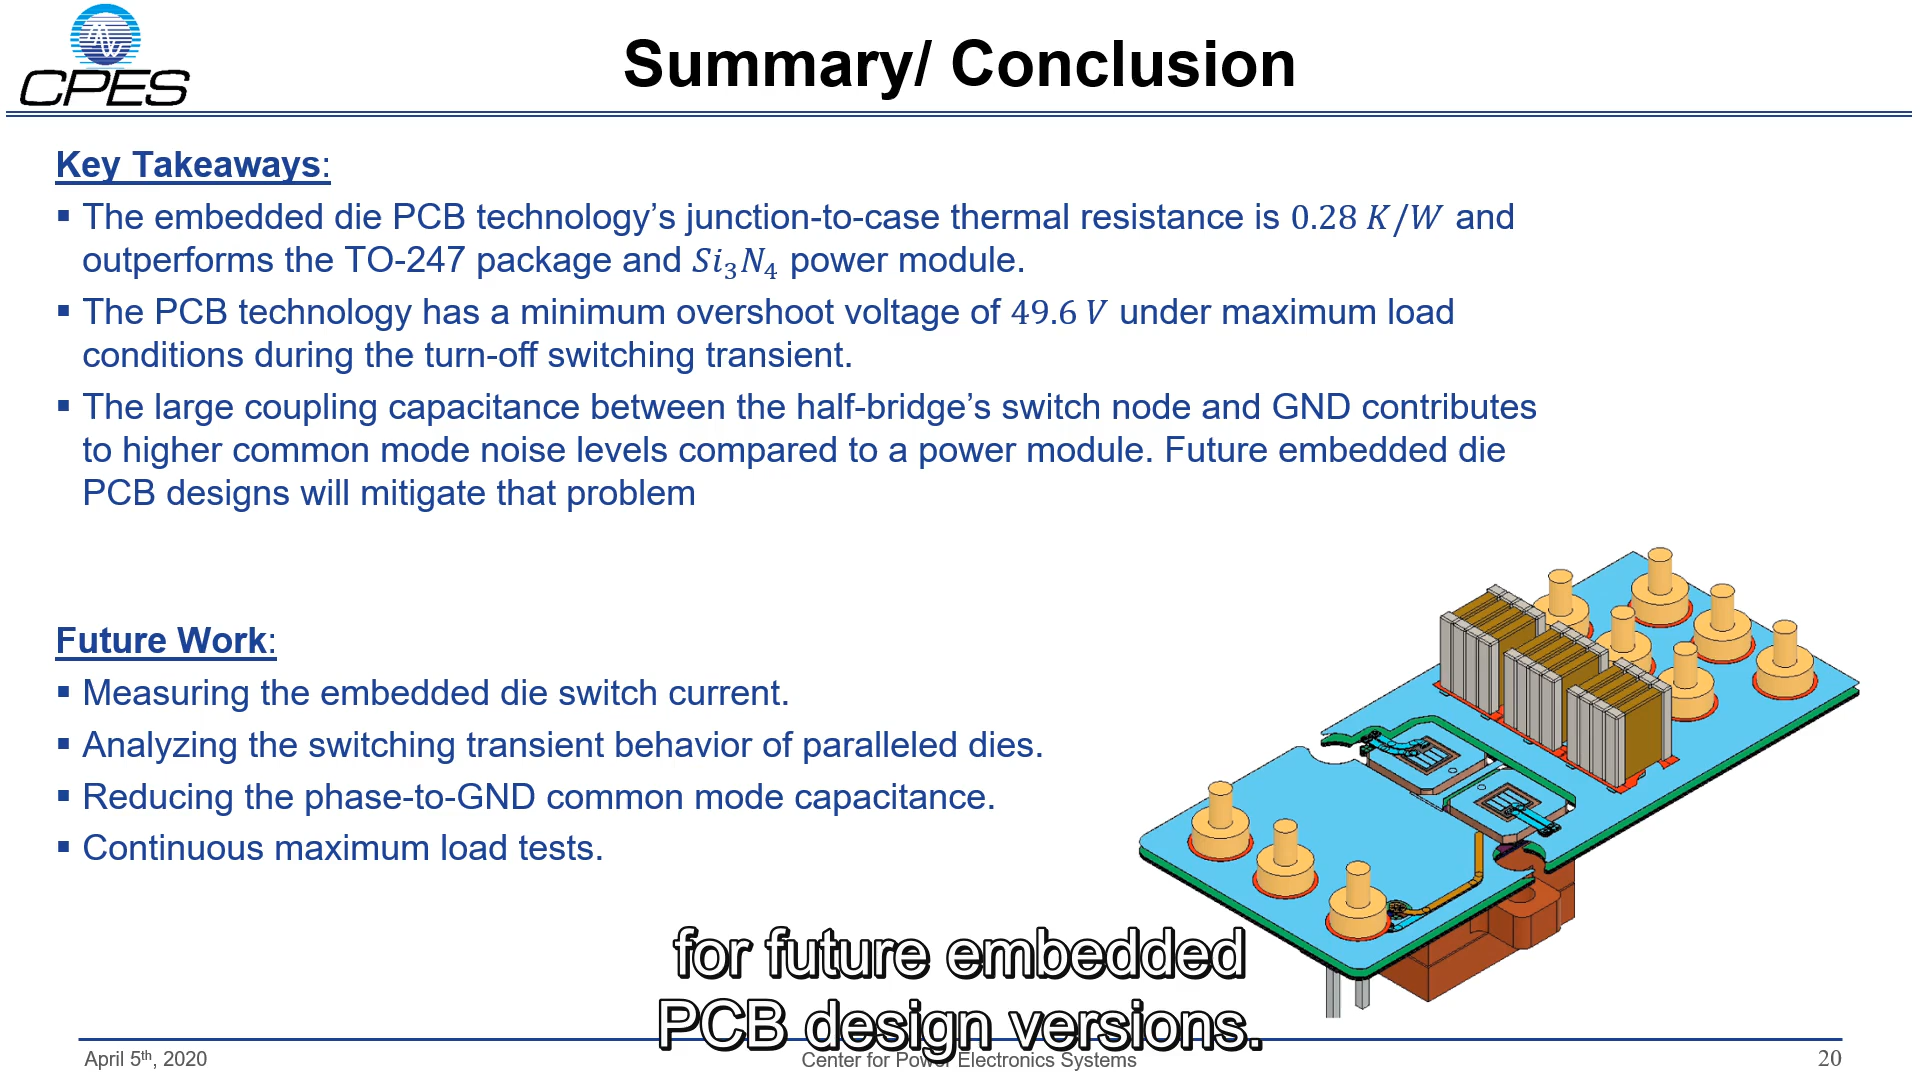 CPES
Summary/ Conclusion
Key Takeaways:
▪ The embedded die PCB technology’s junction-to-case thermal resistance is 0.28 K/W and
outperforms the TO-247 package and Si₃N₄ power module.
▪ The PCB technology has a minimum overshoot voltage of 49.6 V under maximum load
conditions during the turn-off switching transient.
▪ The large coupling capacitance between the half-bridge’s switch node and GND contributes
to higher common mode noise levels compared to a power module. Future embedded die
PCB designs will mitigate that problem
Future Work:
▪ Measuring the embedded die switch current.
▪ Analyzing the switching transient behavior of paralleled dies.
▪ Reducing the phase-to-GND common mode capacitance.
▪ Continuous maximum load tests.
for future embedded
PCB design versions.
April 5th, 2020
Center for Power Electronics Systems
20